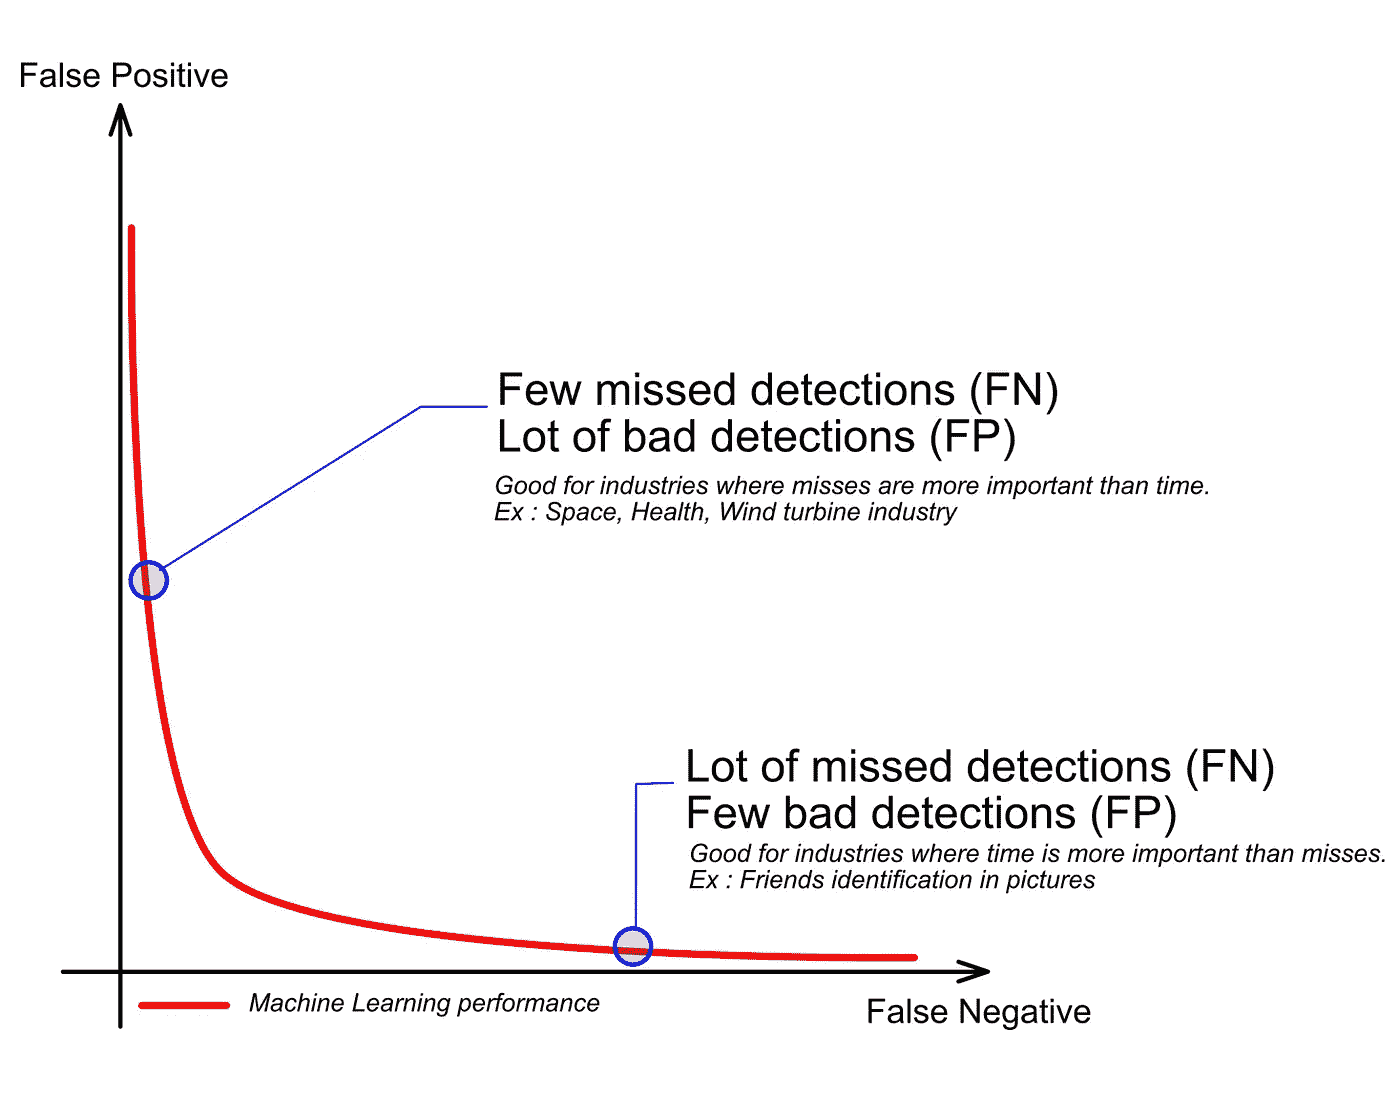 False Positive
Few missed detections (FN)
Lot of bad detections (FP)
Good for industries where misses are more important than time.
Ex : Space, Health, Wind turbine industry
Lot of missed detections (FN)
Few bad detections (FP)
Good for industries where time is more important than misses.
Ex : Friends identification in pictures
Machine Learning performance
False Negative